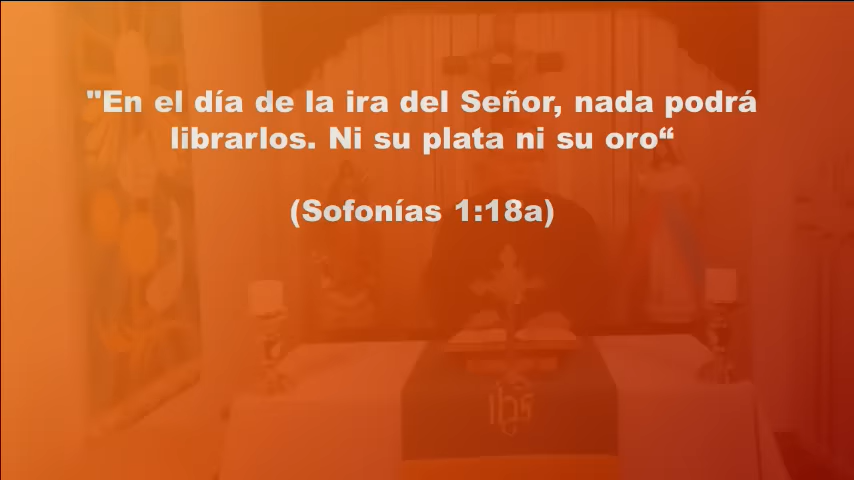 "En el día de la ira del Señor, nada podrá
librarlos. Ni su plata ni su oro“
(Sofonías 1:18a)
ihs